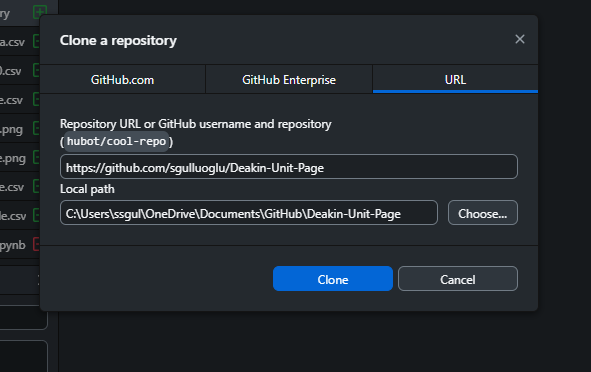 ry
Clone a repository
a.csv
0.csv
GitHub.com
GitHub Enterprise
URL
e.csv
.png
Repository URL or GitHub username and repository
(hubot/cool-repo)
e.png
https://github.com/sgulluoglu/Deakin-Unit-Page
e.csv
Local path
le.csv
C:\Users\ssgul\OneDrive\Documents\GitHub\Deakin-Unit-Page
Choose...
pynb
Clone
Cancel